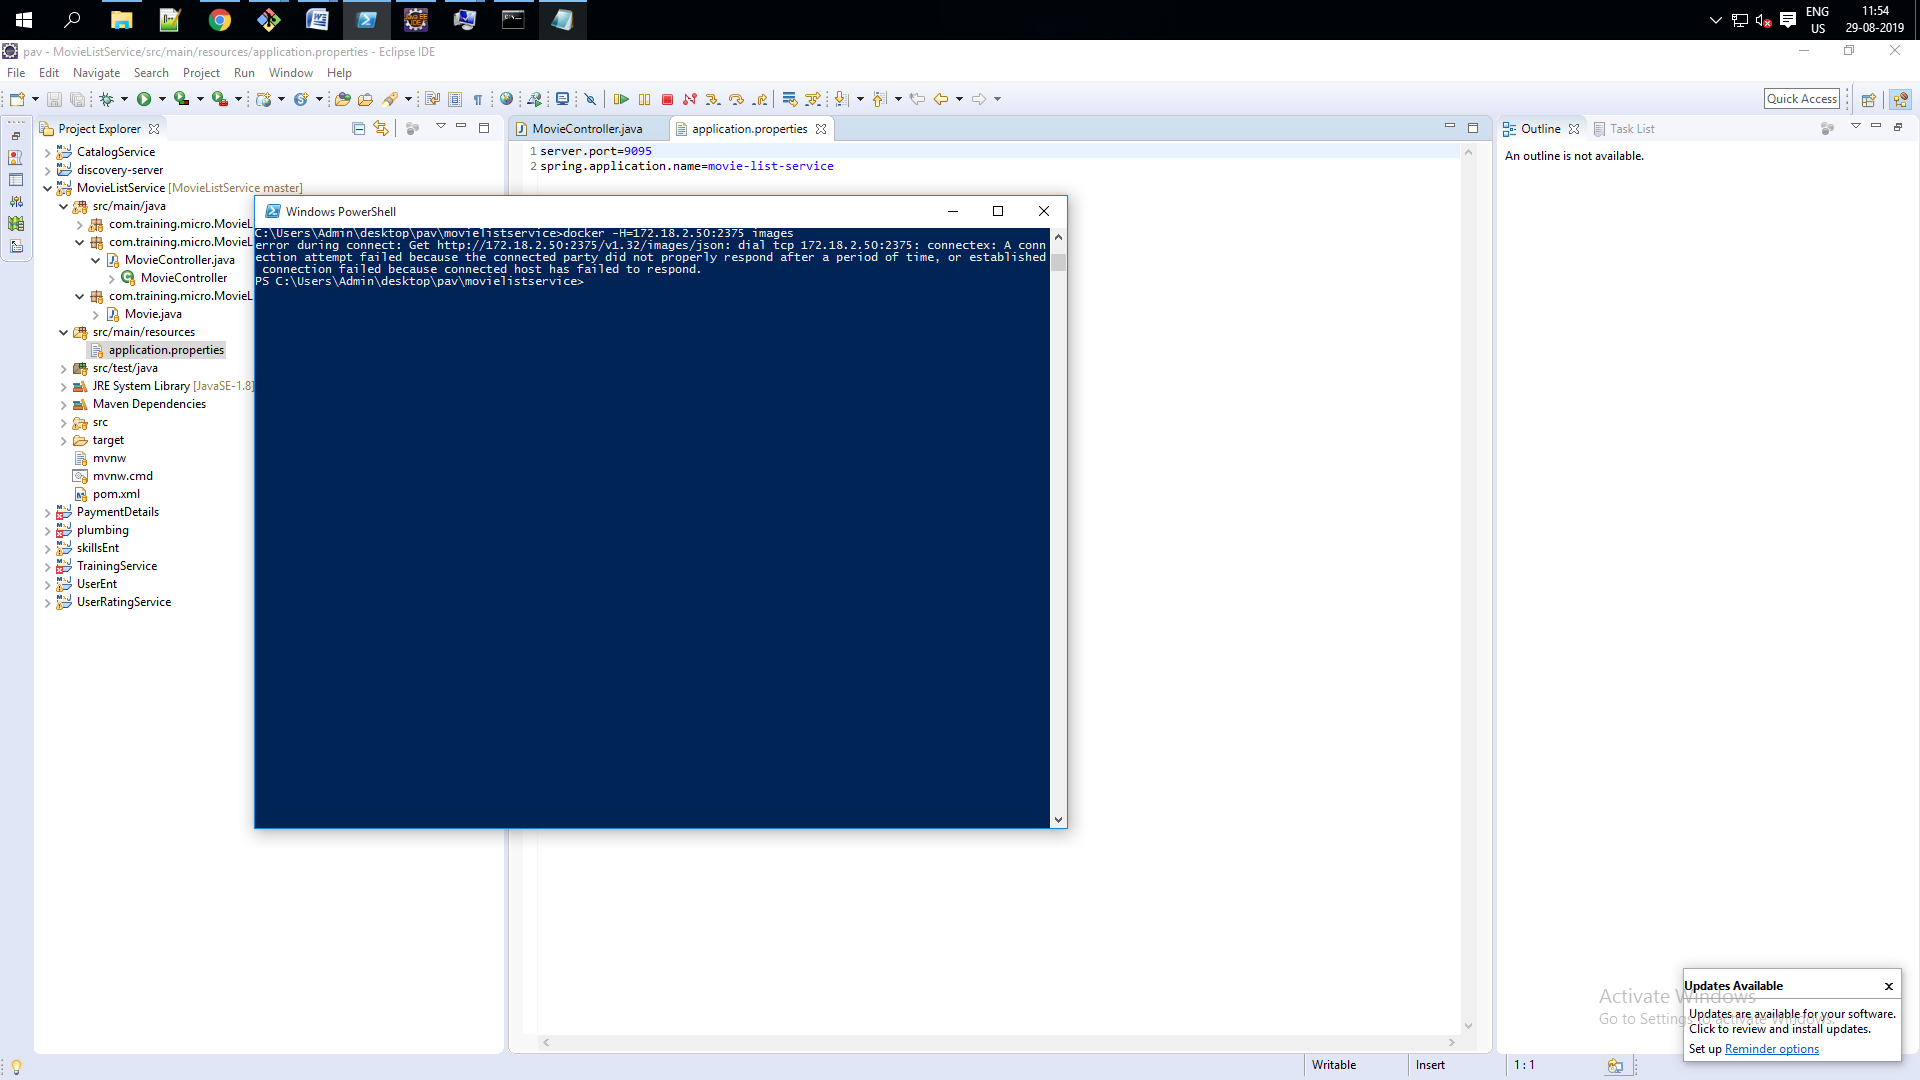 ENG
US
11:54
29-08-2019
pav - MovieListService/src/main/resources/application.properties - Eclipse IDE
File Edit Navigate Search Project Run Window Help
Quick Access
Project Explorer
CatalogService
discovery-server
MovieListService [MovieListService master]
src/main/java
com.training.micro.MovieL
com.training.micro.MovieL
MovieController.java
MovieController
com.training.micro.MovieL
Movie.java
src/main/resources
application.properties
src/test/java
JRE System Library [JavaSE-1.8]
Maven Dependencies
src
target
mvnw
mvnw.cmd
pom.xml
PaymentDetails
plumbing
skillsEnt
TrainingService
UserEnt
UserRatingService
MovieController.java
application.properties
1 server.port=9095
2 spring.application.name=movie-list-service
Windows PowerShell
C:\Users\Admin\desktop\pav\movielistservice>docker -H=172.18.2.50:2375 images
error during connect: Get http://172.18.2.50:2375/v1.32/images/json: dial tcp 172.18.2.50:2375: connectex: A conn
ection attempt failed because the connected party did not properly respond after a period of time, or established
connection failed because connected host has failed to respond.
PS C:\Users\Admin\desktop\pav\movielistservice>
Outline
Task List
An outline is not available.
Activate Windows
Go to Settings to activate Windows.
Updates Available
Updates are available for your software.
Click to review and install updates.
Set up Reminder options
Writable
Insert
1 : 1